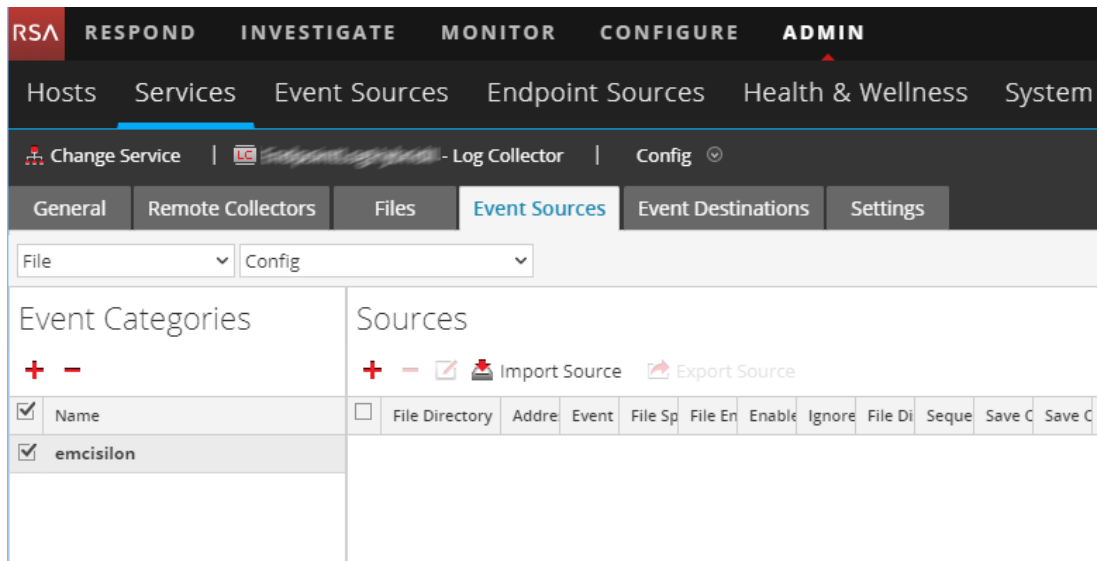 RSA RESPOND INVESTIGATE MONITOR CONFIGURE ADMIN
Hosts Services Event Sources Endpoint Sources Health & Wellness System
Change Service | LC - Log Collector | Config
General Remote Collectors Files Event Sources Event Destinations Settings
File Config
Event Categories Sources
Import Source Export Source
Name File Directory Addre Event File Sp File En Enable Ignore File Di Seque Save C Save C
emcisilon